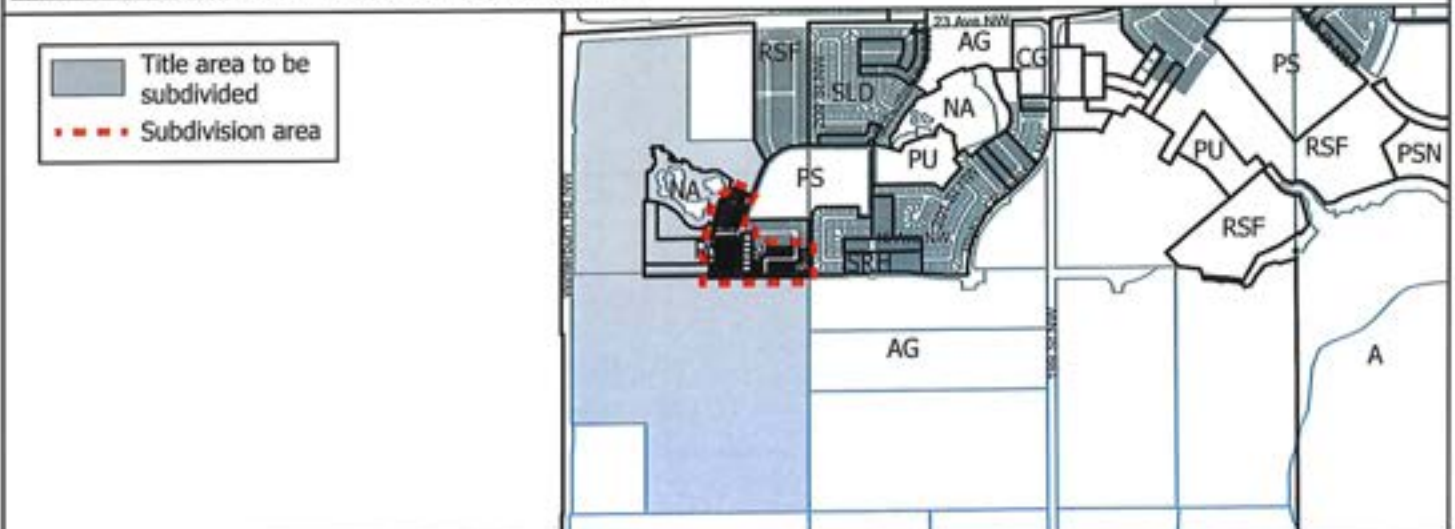 Title area to be
subdivided
Subdivision area
23 Ave NW
RSF
AG
CG
SLD
PS
NA
PU
PU
RSF
PSN
NA
PS
RSF
SRH
AG
A